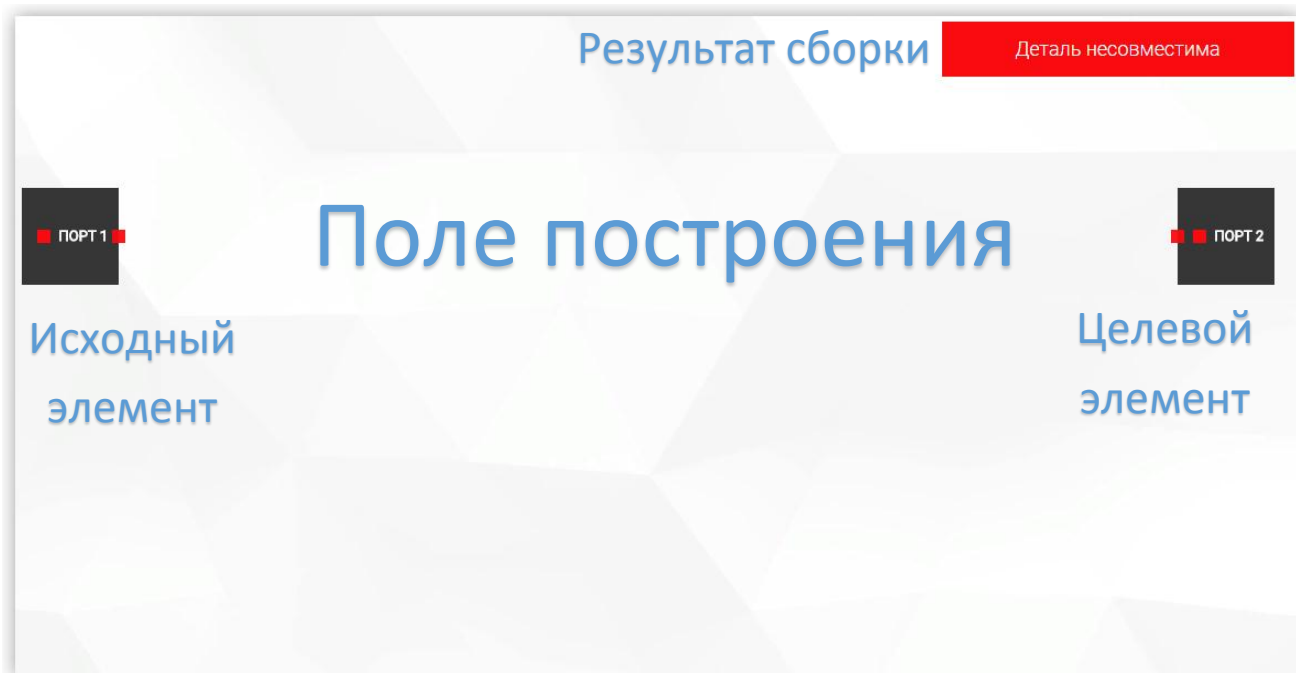 Результат сборки
Деталь несовместима
ПОРТ 1
Поле построения
ПОРТ 2
Исходный
элемент
Целевой
элемент